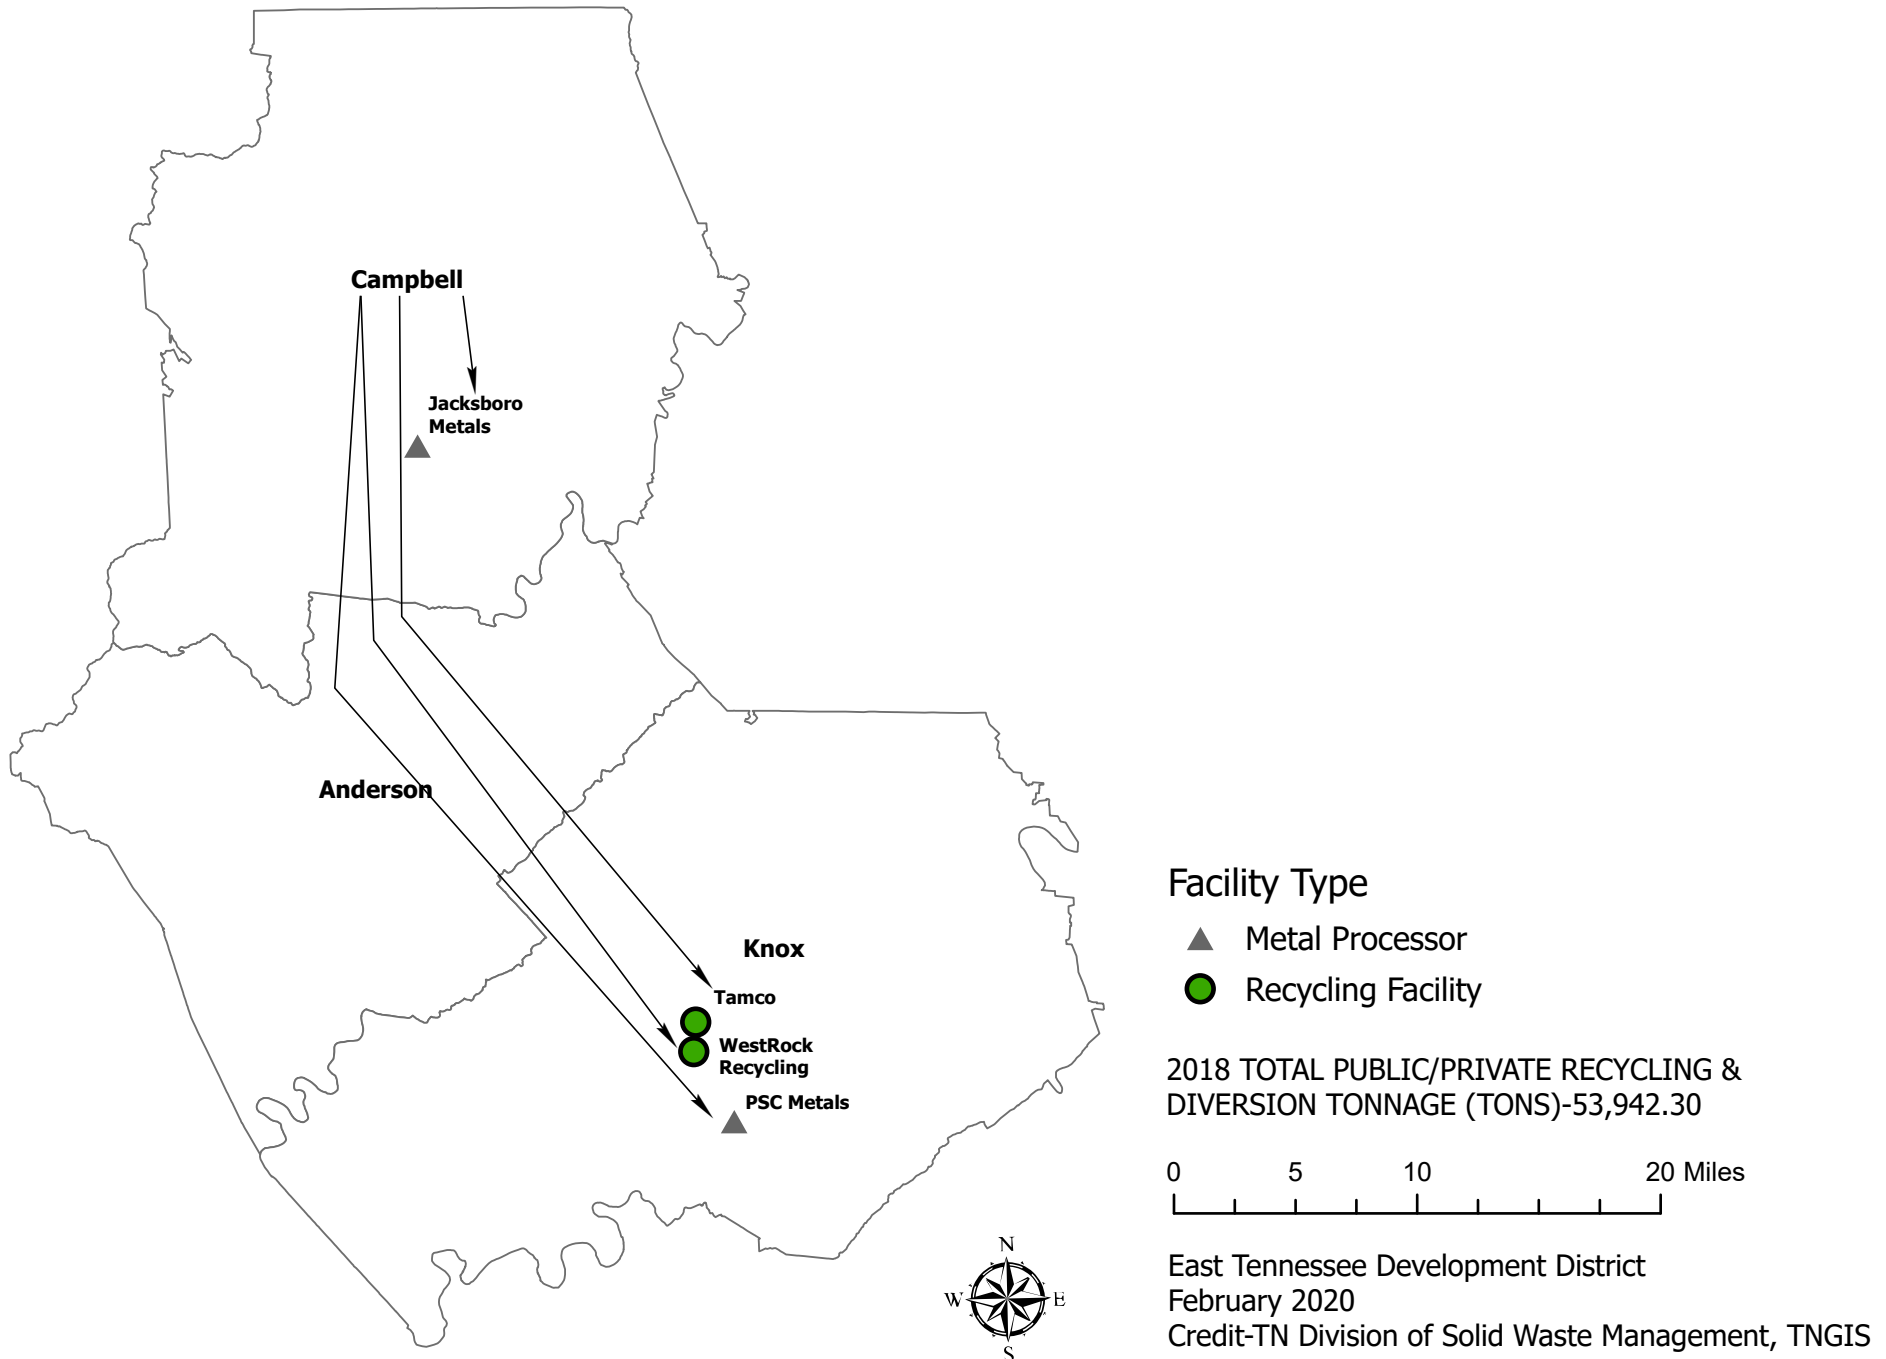 Campbell
Jacksboro
Metals
Anderson
Knox
Tamco
WestRock
Recycling
PSC Metals
Facility Type
Metal Processor
Recycling Facility
2018 TOTAL PUBLIC/PRIVATE RECYCLING &
DIVERSION TONNAGE (TONS)-53,942.30
0 5 10 20 Miles
N
W E
S
East Tennessee Development District
February 2020
Credit-TN Division of Solid Waste Management, TNGIS